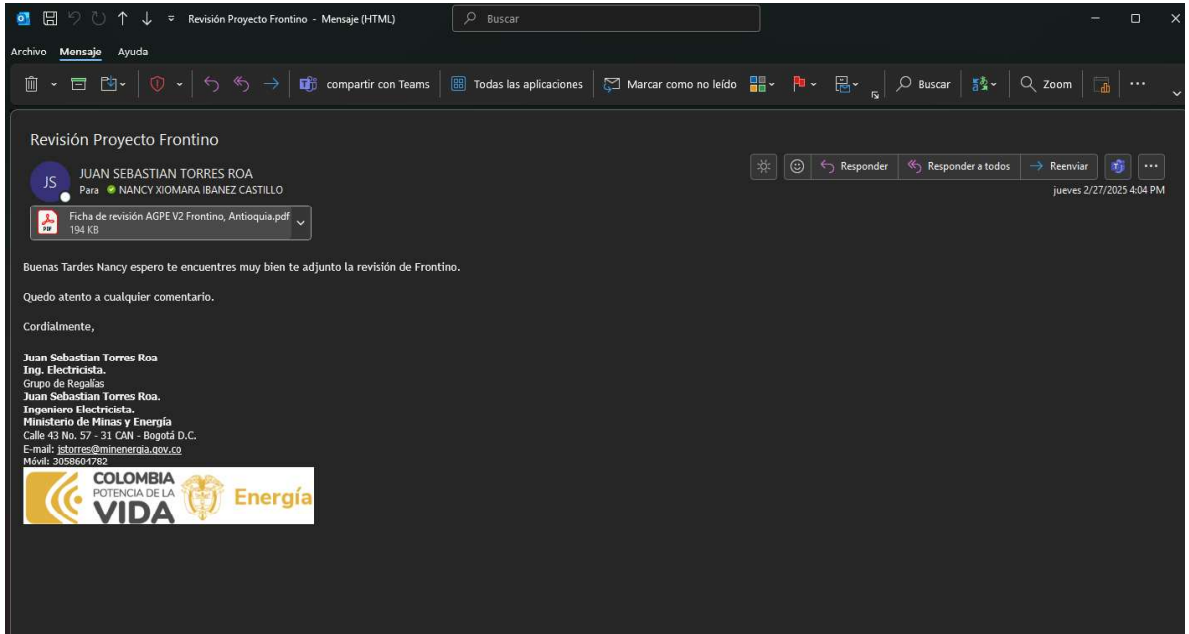 Revisión Proyecto Frontino - Mensaje (HTML)
Buscar
Archivo Mensaje Ayuda
compartir con Teams
Todas las aplicaciones
Marcar como no leído
Buscar
Zoom
Revisión Proyecto Frontino
JS
JUAN SEBASTIAN TORRES ROA
Para NANCY XIOMARA IBANEZ CASTILLO
Responder
Responder a todos
Reenviar
jueves 2/27/2025 4:04 PM
PDF
Ficha de revisión AGPE V2 Frontino, Antioquia.pdf
194 KB
Buenas Tardes Nancy espero te encuentres muy bien te adjunto la revisión de Frontino.
Quedo atento a cualquier comentario.
Cordialmente,
Juan Sebastian Torres Roa
Ing. Electricista.
Grupo de Regalías
Juan Sebastian Torres Roa.
Ingeniero Electricista.
Ministerio de Minas y Energía
Calle 43 No. 57 - 31 CAN - Bogotá D.C.
E-mail: jstorres@minenergia.gov.co
Móvil: 3058604782
COLOMBIA
POTENCIA DE LA
VIDA
Energía